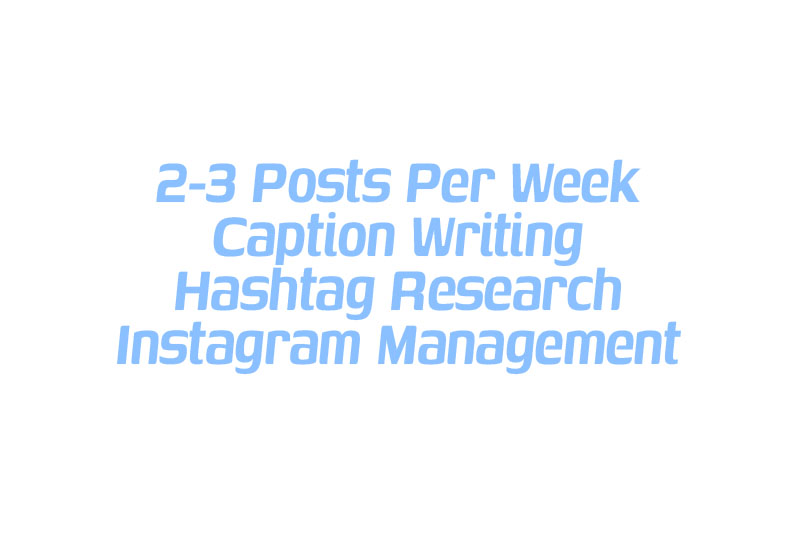 2-3 Posts Per Week
Caption Writing
Hashtag Research
Instagram Management